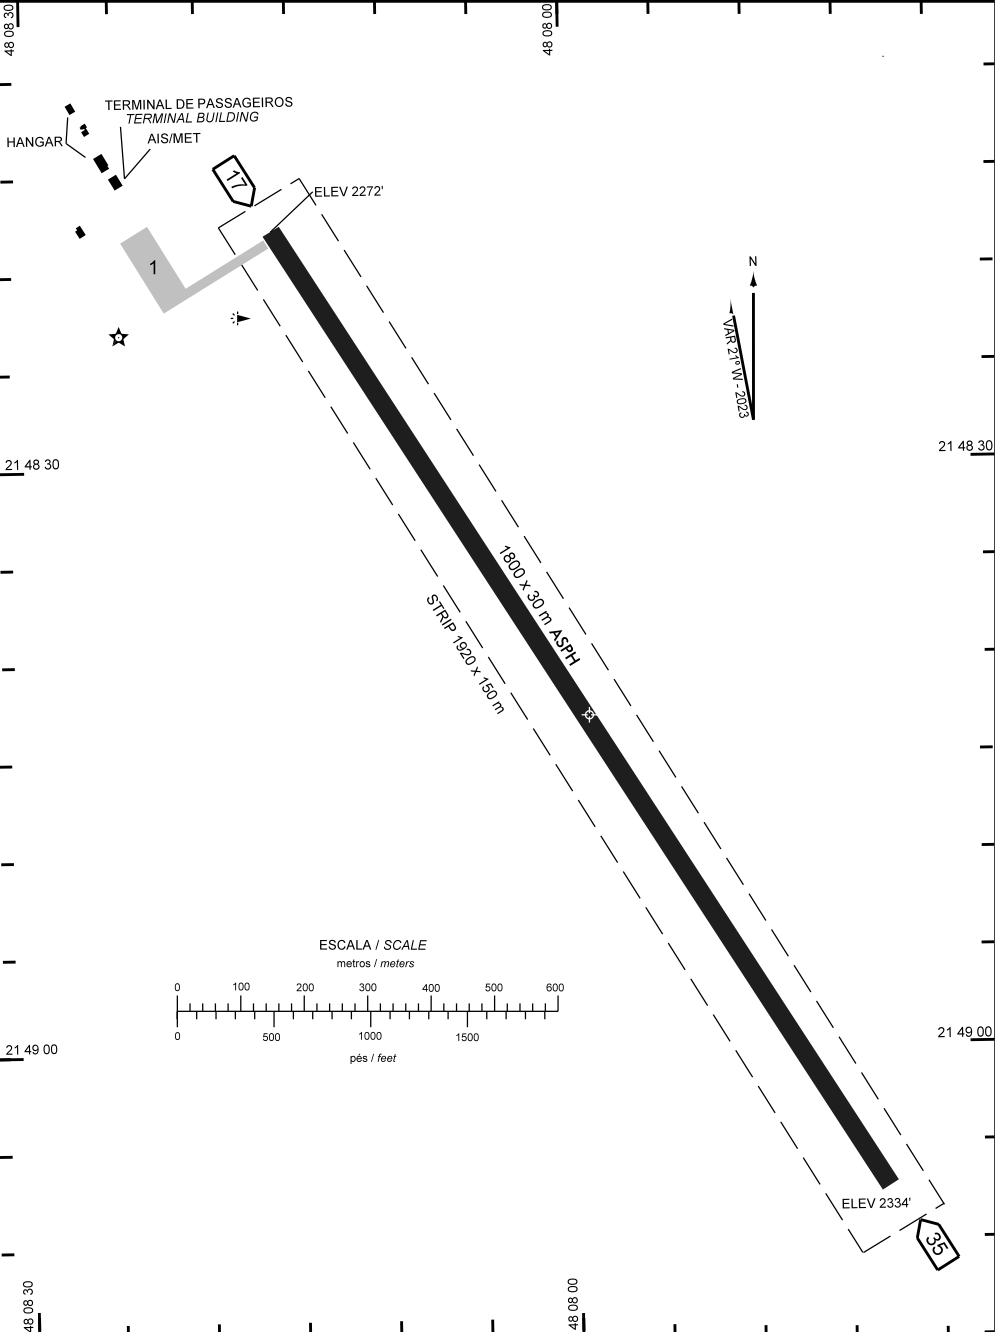 48 08 30
48 08 00
TERMINAL DE PASSAGEIROS
TERMINAL BUILDING
HANGAR
AIS/MET
17
ELEV 2272'
1
N
VAR 21° W - 2023
21 48 30
21 48 30
1800 x 30 m ASPH
STRIP 1920 x 150 m
ESCALA / SCALE
metros / meters
0 100 200 300 400 500 600
0 500 1000 1500
pés / feet
21 49 00
21 49 00
ELEV 2334'
35
48 08 30
48 08 00